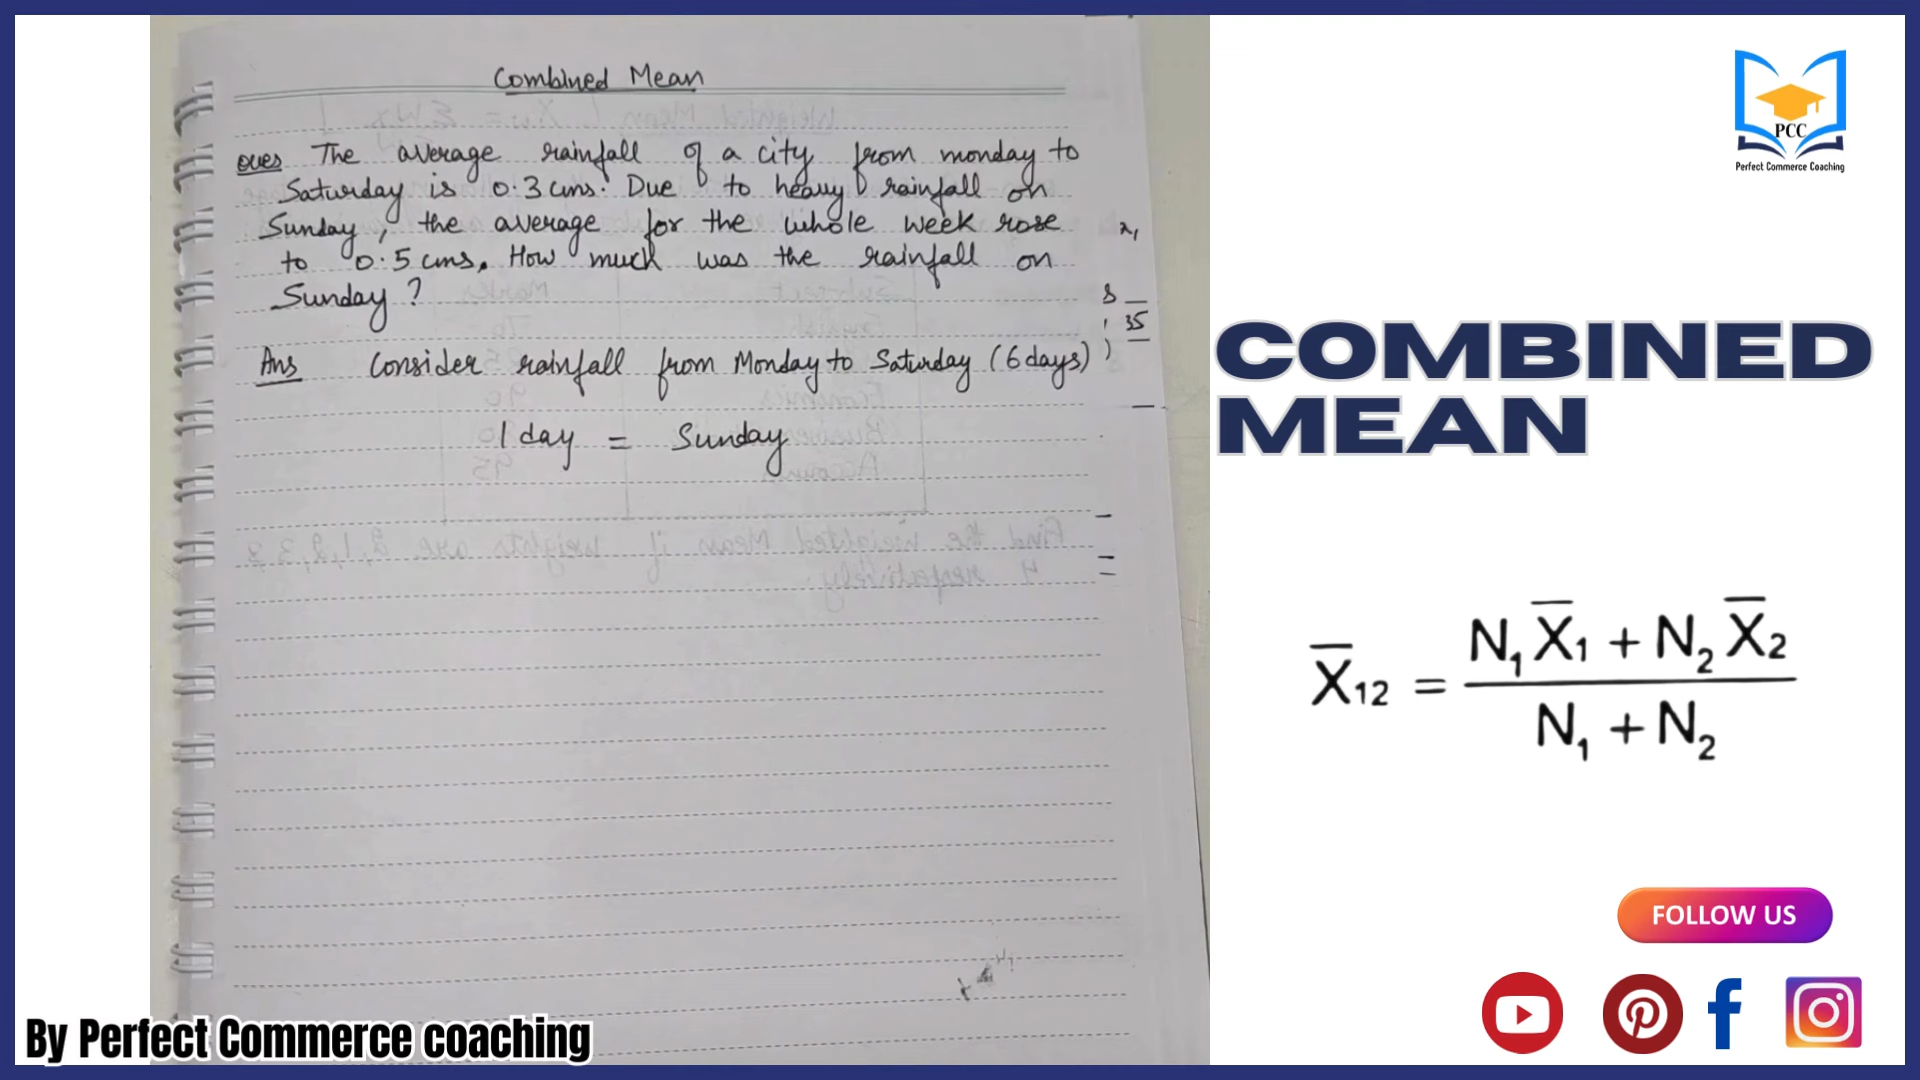 Combined Mean
Ques The average rainfall of a city from monday to
Saturday is 0.3 cms. Due to heavy rainfall on
Sunday, the average for the whole week rose
to 0.5 cms. How much was the rainfall on
Sunday ?
Ans Consider rainfall from Monday to Saturday (6 days)
1 day = Sunday
35
PCC
Perfect Commerce Coaching
COMBINED
MEAN
X̅12 = (N1 X̅1 + N2 X̅2) / (N1 + N2)
FOLLOW US
By Perfect Commerce coaching